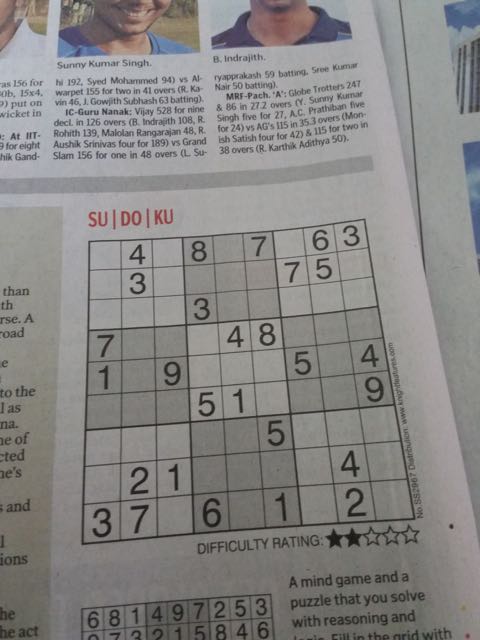 Sunny Kumar Singh.
B. Indrajith.
as 156 for
0b, 15x4,
9) put on
wicket in
: At IIT-
9 for eight
hik Gand-
hi 192, Syed Mohammed 94) vs Al-
warpet 155 for two in 41 overs (R. Ka-
vin 46, J. Gowjith Subhash 63 batting).
IC-Guru Nanak: Vijay 528 for nine
decl. in 126 overs (B. Indrajith 108, R.
Rohith 139, Malolan Rangarajan 48, R.
Aushik Srinivas four for 189) vs Grand
Slam 156 for one in 48 overs (L. Su-
ryaprakash 59 batting, Sree Kumar
Nair 50 batting).
MRF-Pach. 'A': Globe Trotters 247
& 86 in 27.2 overs (Y. Sunny Kumar
Singh five for 27, A.C. Prathiban five
for 24) vs AG's 115 in 35.3 overs (Mon-
ish Satish four for 42) & 115 for two in
38 overs (R. Karthik Adithya 50).
SU|DO|KU
4 8 7 6 3
3 7 5
3
7 4 8
1 9 5 4
5 1 9
5
2 1 4
3 7 6 1 2
No.SS2967 Distribution: www.knightfeatures.com
DIFFICULTY RATING: ★★☆☆☆
than
th
rse. A
road
e
to the
l as
na.
ne of
cted
ne's
s and
l
ions
he
he act
6 8 1 4 9 7 2 5 3
9 7 3 2 1 5 8 4 6
A mind game and a
puzzle that you solve
with reasoning and
logic. Fill in the grid with